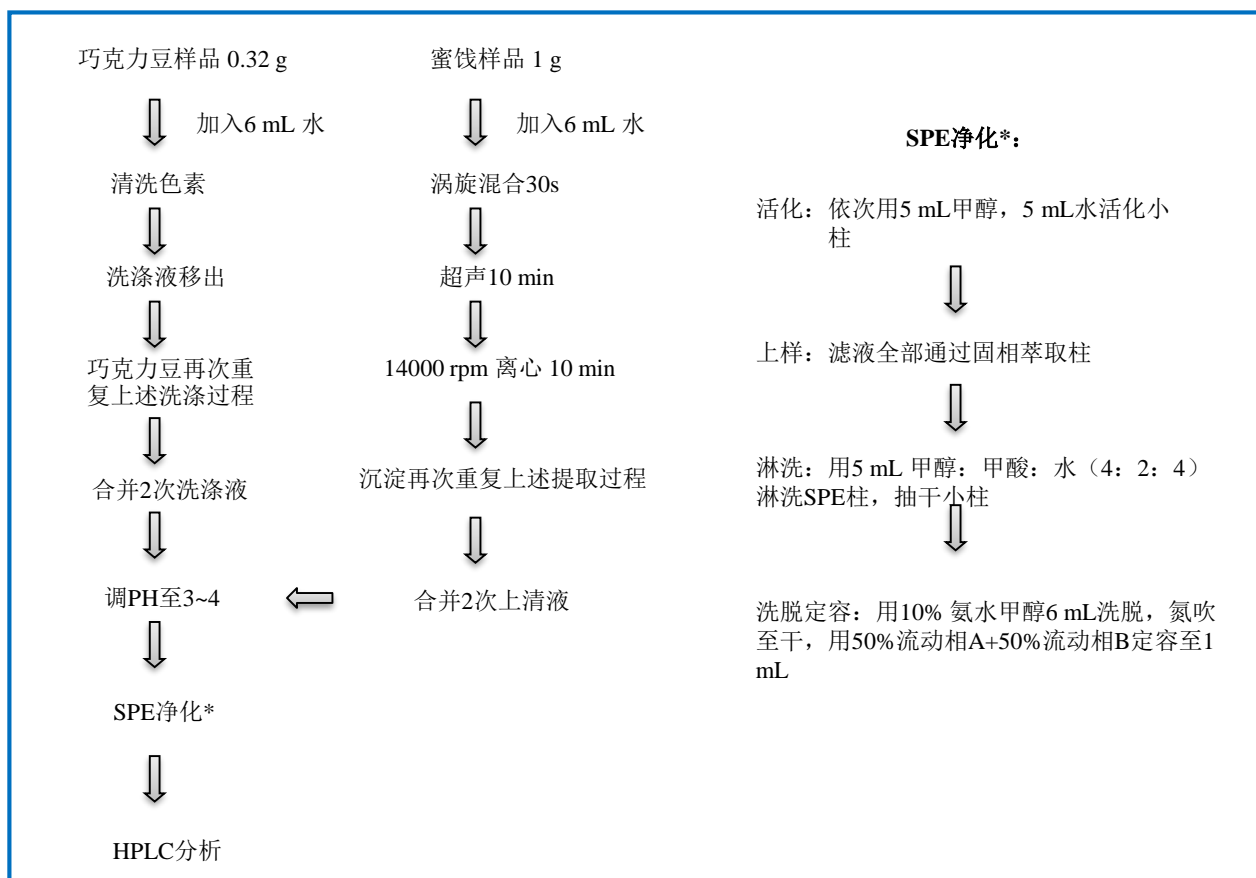 巧克力豆样品 0.32 g
加入6 mL 水
清洗色素
洗涤液移出
巧克力豆再次重
复上述洗涤过程
合并2次洗涤液
调PH至3~4
SPE净化*
HPLC分析
蜜饯样品 1 g
加入6 mL 水
涡旋混合30s
超声10 min
14000 rpm 离心 10 min
沉淀再次重复上述提取过程
合并2次上清液
SPE净化*：
活化：依次用5 mL甲醇，5 mL水活化小
柱
上样：滤液全部通过固相萃取柱
淋洗：用5 mL 甲醇：甲酸：水（4：2：4）
淋洗SPE柱，抽干小柱
洗脱定容：用10% 氨水甲醇6 mL洗脱，氮吹
至干，用50%流动相A+50%流动相B定容至1
mL